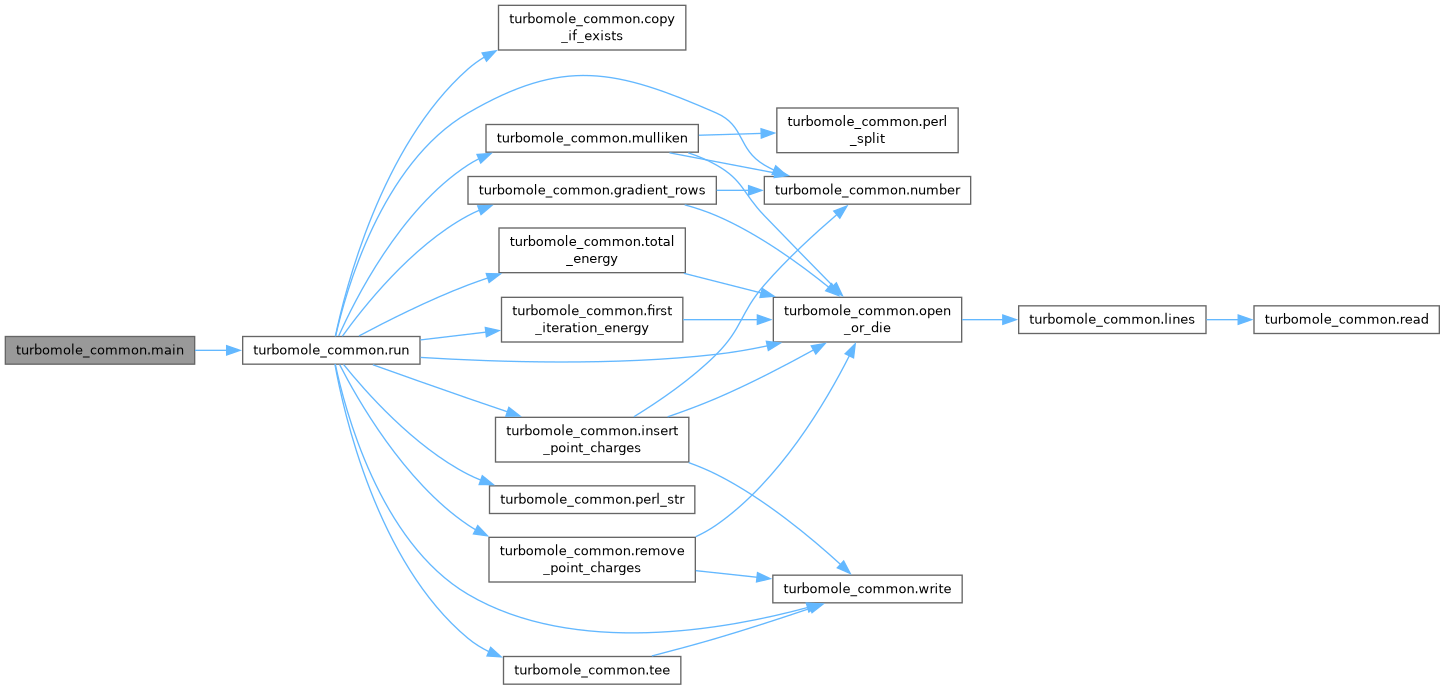 turbomole_common.copy
_if_exists
turbomole_common.perl
_split
turbomole_common.mulliken
turbomole_common.number
turbomole_common.gradient_rows
turbomole_common.total
_energy
turbomole_common.first
_iteration_energy
turbomole_common.open
_or_die
turbomole_common.lines
turbomole_common.read
turbomole_common.main
turbomole_common.run
turbomole_common.insert
_point_charges
turbomole_common.perl_str
turbomole_common.remove
_point_charges
turbomole_common.write
turbomole_common.tee